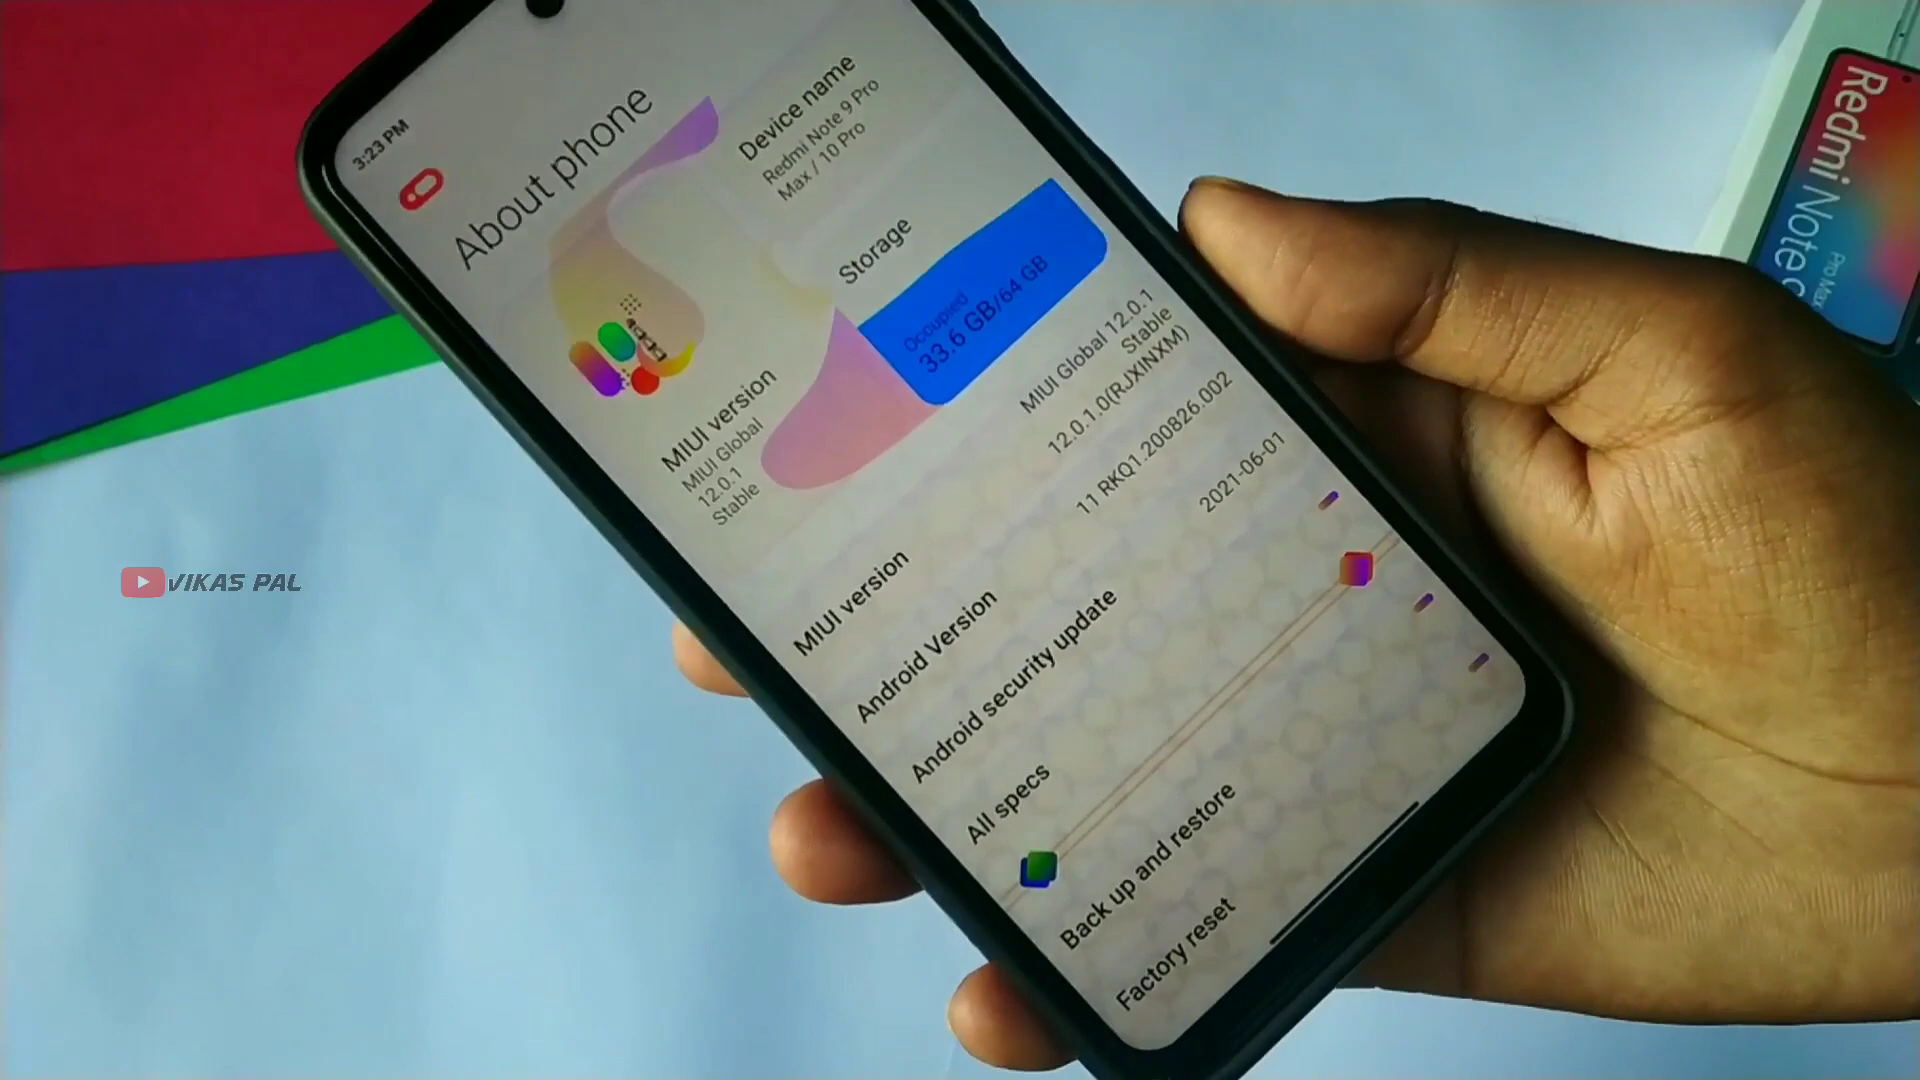 3:23 PM
About phone
Device name
Redmi Note 9 Pro
Max / 10 Pro
Storage
Occupied
33.6 GB/64 GB
MIUI version
MIUI Global
12.0.1
Stable
MIUI version
MIUI Global 12.0.1
Stable
12.0.1.0(RJXINXM)
Android Version
11 RKQ1.200826.002
Android security update
2021-06-01
All specs
Back up and restore
Factory reset
Redmi Note
Pro Max
VIKAS PAL